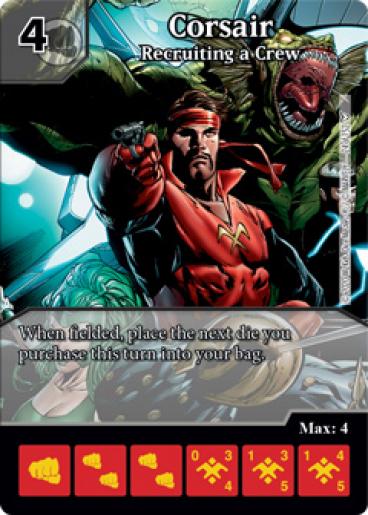 4
Corsair
Recruiting a Crew
When fielded, place the next die you
purchase this turn into your bag.
Max: 4
0 3 4
1 3 5
1 4 5